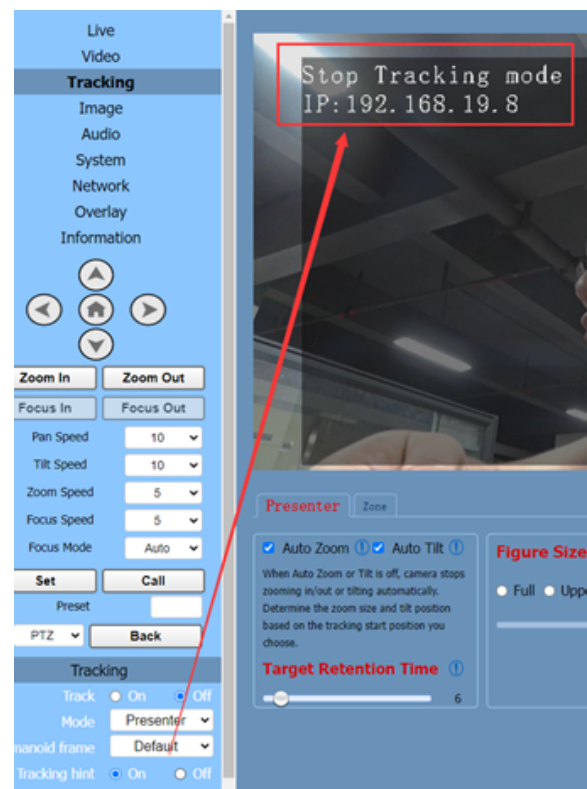 Live
Video
Tracking
Image
Audio
System
Network
Overlay
Information
Zoom In Zoom Out
Focus In Focus Out
Pan Speed 10
Tilt Speed 10
Zoom Speed 5
Focus Speed 5
Focus Mode Auto
Set Call
Preset
PTZ Back
Tracking
Track On Off
Mode Presenter
manoid frame Default
Tracking hint On Off
Stop Tracking mode
IP:192.168.19.8
Presenter Zone
Auto Zoom Auto Tilt
When Auto Zoom or Tilt is off, camera stops
zooming in/out or tilting automatically.
Determine the zoom size and tilt position
based on the tracking start position you
choose.
Target Retention Time
6
Figure Size
Full Upp